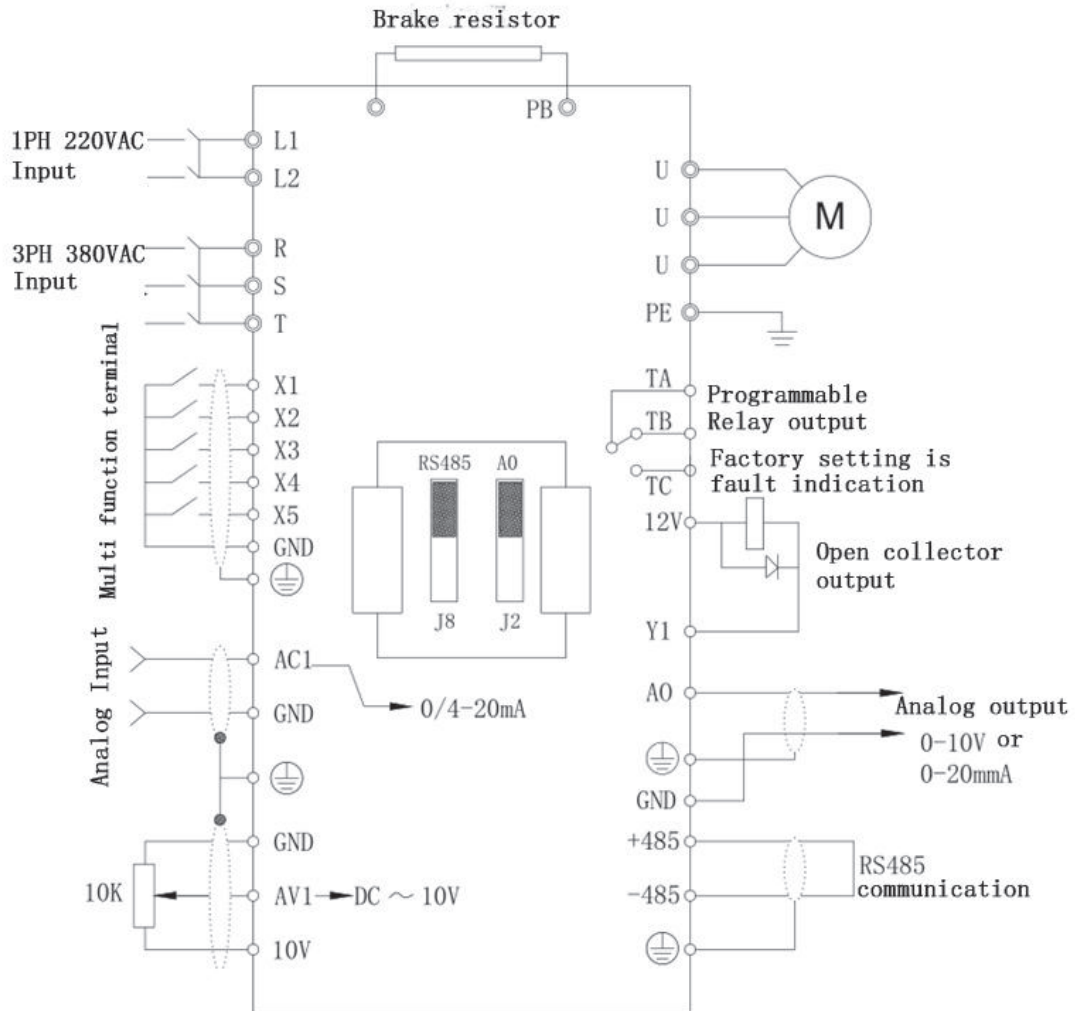 Brake resistor
PB
1PH 220VAC
Input
L1
L2
3PH 380VAC
Input
R
S
T
Multi function terminal
X1
X2
X3
X4
X5
GND
Analog Input
AC1
0/4-20mA
GND
GND
10K
AV1
DC ～ 10V
10V
RS485
AO
J8
J2
U
U
U
M
PE
TA
TB
TC
Programmable
Relay output
Factory setting is
fault indication
12V
Open collector
output
Y1
AO
Analog output
0-10V or
0-20mmA
GND
+485
-485
RS485
communication